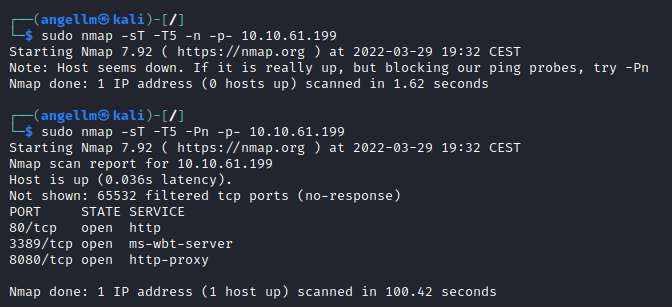 ┌──(angellm㉿kali)-[/]
└─$ sudo nmap -sT -T5 -n -p- 10.10.61.199
Starting Nmap 7.92 ( https://nmap.org ) at 2022-03-29 19:32 CEST
Note: Host seems down. If it is really up, but blocking our ping probes, try -Pn
Nmap done: 1 IP address (0 hosts up) scanned in 1.62 seconds
┌──(angellm㉿kali)-[/]
└─$ sudo nmap -sT -T5 -Pn -p- 10.10.61.199
Starting Nmap 7.92 ( https://nmap.org ) at 2022-03-29 19:32 CEST
Nmap scan report for 10.10.61.199
Host is up (0.036s latency).
Not shown: 65532 filtered tcp ports (no-response)
PORT     STATE SERVICE
80/tcp   open  http
3389/tcp open  ms-wbt-server
8080/tcp open  http-proxy
Nmap done: 1 IP address (1 host up) scanned in 100.42 seconds